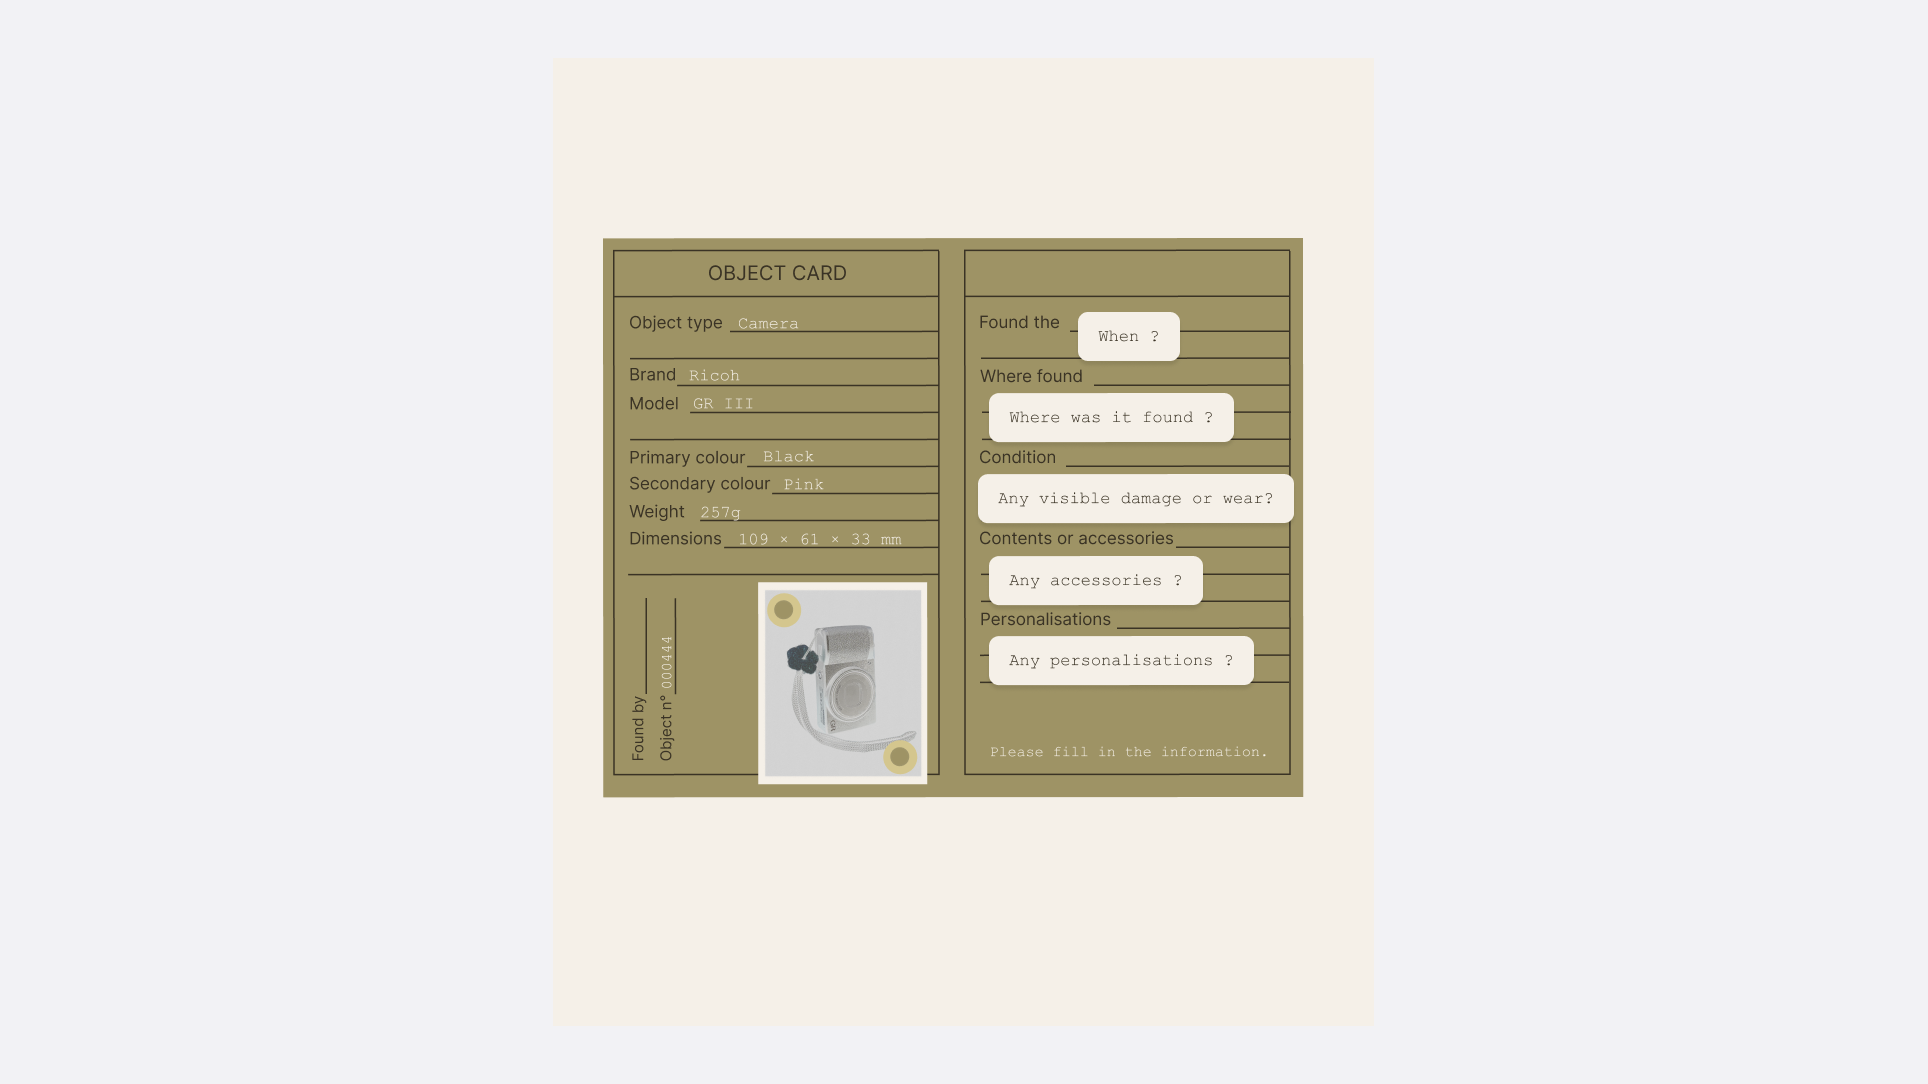 OBJECT CARD
Object type Camera
Brand Ricoh
Model GR III
Primary colour Black
Secondary colour Pink
Weight 257g
Dimensions 109 × 61 × 33 mm
Found by
Object n° 000444
Found the
When ?
Where found
Where was it found ?
Condition
Any visible damage or wear?
Contents or accessories
Any accessories ?
Personalisations
Any personalisations ?
Please fill in the information.